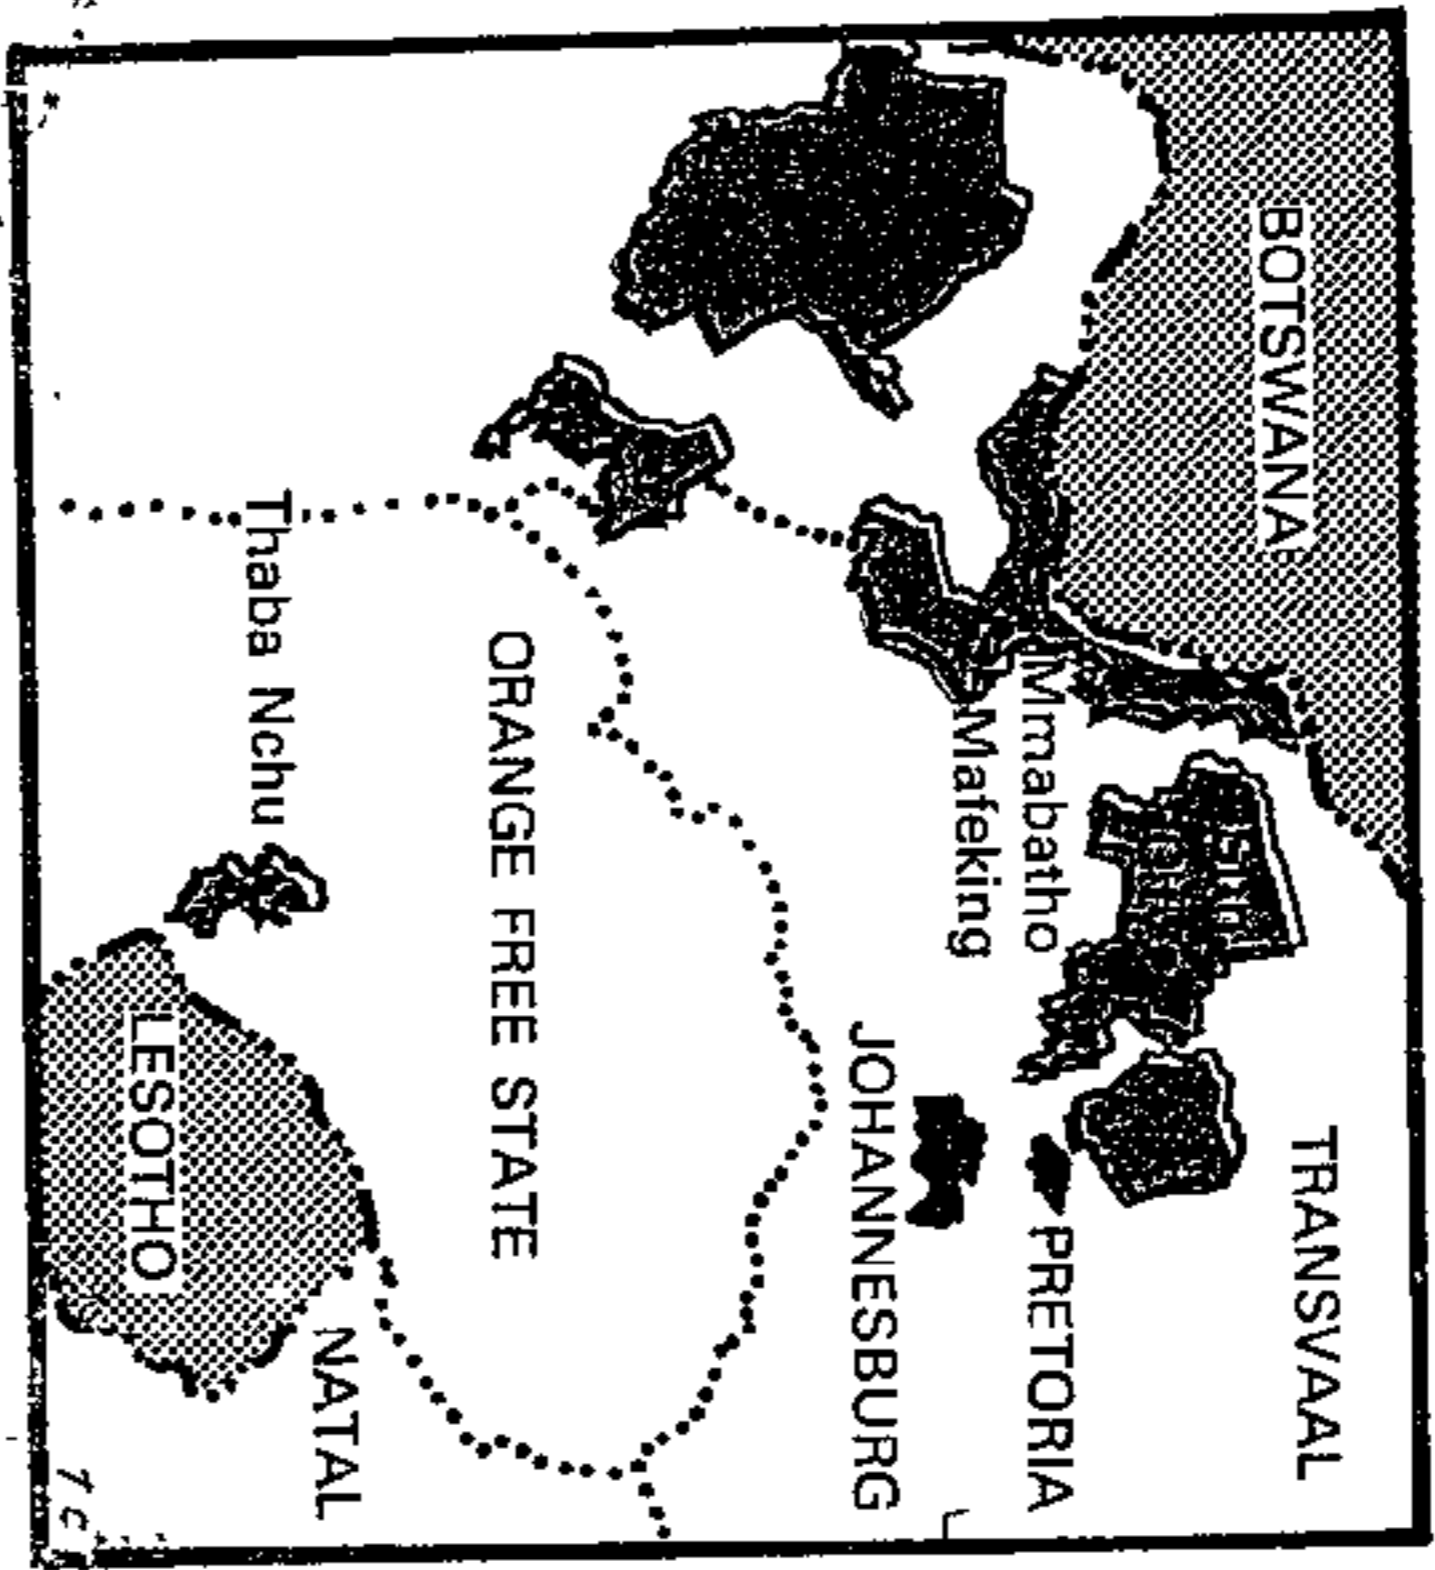 BOTSWANA
TRANSVAAL
Mmabatho
Mafeking
PRETORIA
JOHANNESBURG
ORANGE FREE STATE
Thaba Nchu
NATAL
LESOTHO